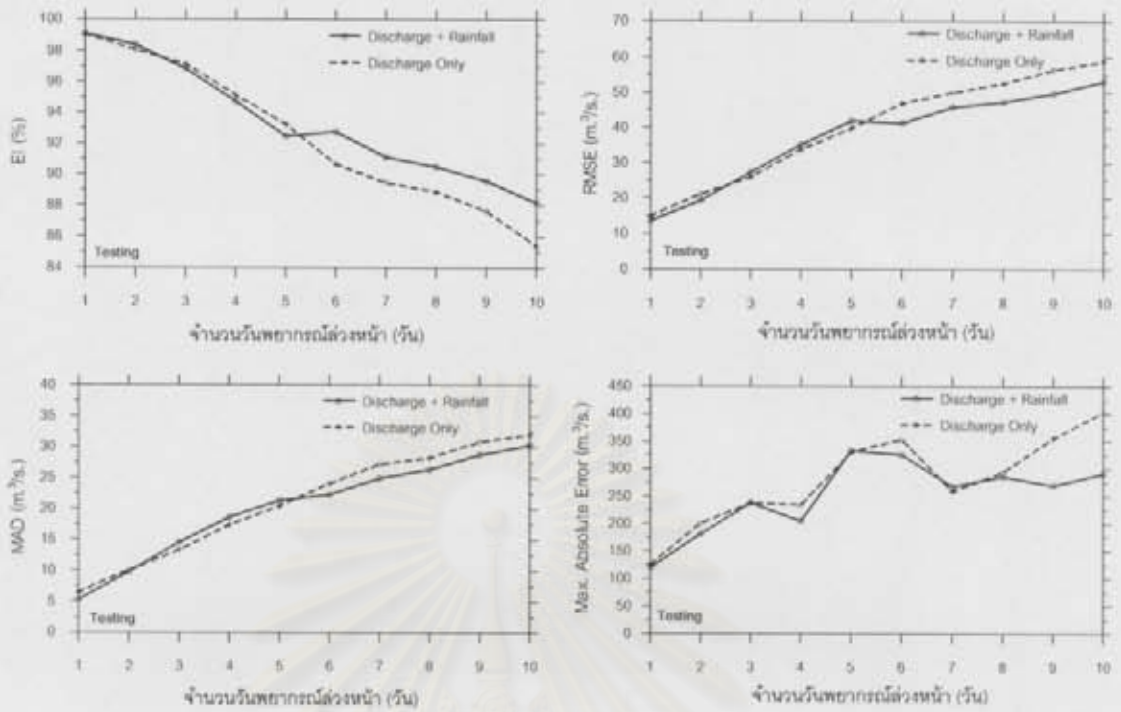 100
98
96
94
92
90
88
86
84
EI (%)
Discharge + Rainfall
Discharge Only
Testing
1 2 3 4 5 6 7 8 9 10
จำนวนวันพยากรณ์ล่วงหน้า (วัน)
70
60
50
40
30
20
10
0
RMSE (m.³/s.)
Discharge + Rainfall
Discharge Only
Testing
1 2 3 4 5 6 7 8 9 10
จำนวนวันพยากรณ์ล่วงหน้า (วัน)
40
35
30
25
20
15
10
5
0
MAD (m.³/s.)
Discharge + Rainfall
Discharge Only
Testing
1 2 3 4 5 6 7 8 9 10
จำนวนวันพยากรณ์ล่วงหน้า (วัน)
450
400
350
300
250
200
150
100
50
0
Max. Absolute Error (m.³/s.)
Discharge + Rainfall
Discharge Only
Testing
1 2 3 4 5 6 7 8 9 10
จำนวนวันพยากรณ์ล่วงหน้า (วัน)